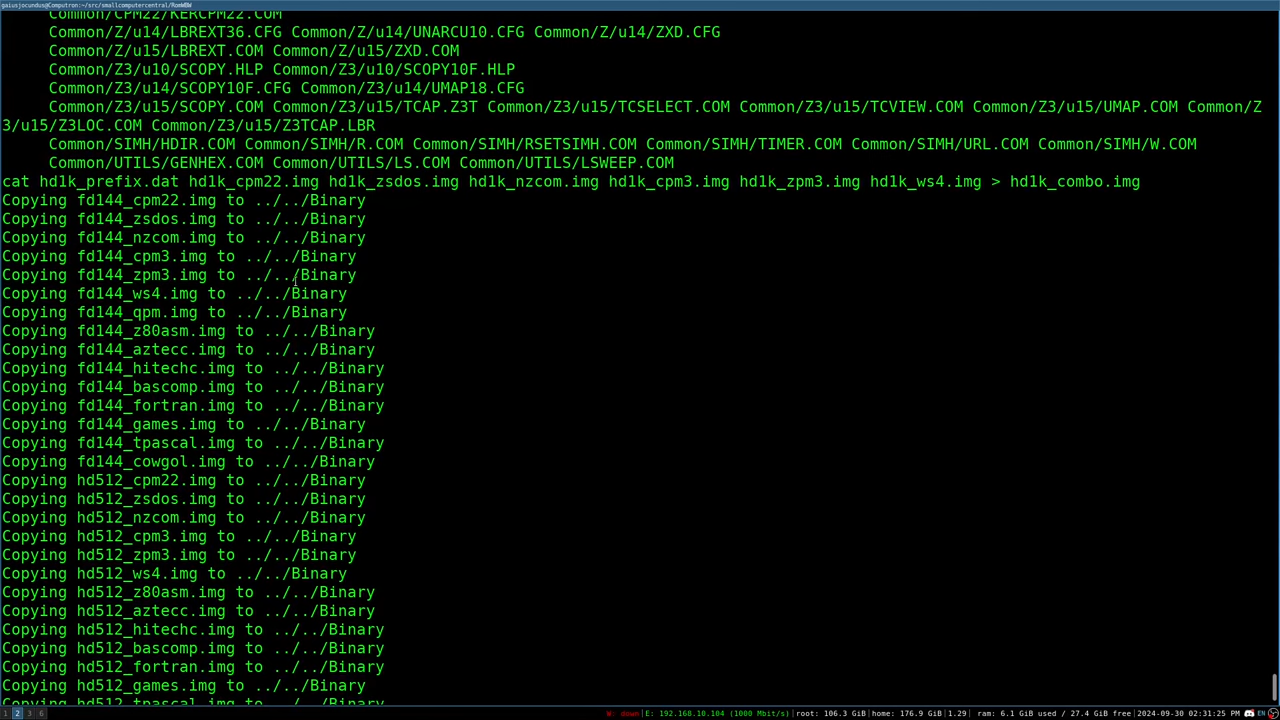 gaiusjocundus@Computron:~/src/smallcomputercentral/RomWBW
Common/CPM22/KERCPM22.COM
Common/Z/u14/LBREXT36.CFG Common/Z/u14/UNARCU10.CFG Common/Z/u14/ZXD.CFG
Common/Z/u15/LBREXT.COM Common/Z/u15/ZXD.COM
Common/Z3/u10/SCOPY.HLP Common/Z3/u10/SCOPY10F.HLP
Common/Z3/u14/SCOPY10F.CFG Common/Z3/u14/UMAP18.CFG
Common/Z3/u15/SCOPY.COM Common/Z3/u15/TCAP.Z3T Common/Z3/u15/TCSELECT.COM Common/Z3/u15/TCVIEW.COM Common/Z3/u15/UMAP.COM Common/Z
3/u15/Z3LOC.COM Common/Z3/u15/Z3TCAP.LBR
Common/SIMH/HDIR.COM Common/SIMH/R.COM Common/SIMH/RSETSIMH.COM Common/SIMH/TIMER.COM Common/SIMH/URL.COM Common/SIMH/W.COM
Common/UTILS/GENHEX.COM Common/UTILS/LS.COM Common/UTILS/LSWEEP.COM
cat hd1k_prefix.dat hd1k_cpm22.img hd1k_zsdos.img hd1k_nzcom.img hd1k_cpm3.img hd1k_zpm3.img hd1k_ws4.img > hd1k_combo.img
Copying fd144_cpm22.img to ../../Binary
Copying fd144_zsdos.img to ../../Binary
Copying fd144_nzcom.img to ../../Binary
Copying fd144_cpm3.img to ../../Binary
Copying fd144_zpm3.img to ../../Binary
Copying fd144_ws4.img to ../../Binary
Copying fd144_qpm.img to ../../Binary
Copying fd144_z80asm.img to ../../Binary
Copying fd144_aztecc.img to ../../Binary
Copying fd144_hitechc.img to ../../Binary
Copying fd144_bascomp.img to ../../Binary
Copying fd144_fortran.img to ../../Binary
Copying fd144_games.img to ../../Binary
Copying fd144_tpascal.img to ../../Binary
Copying fd144_cowgol.img to ../../Binary
Copying hd512_cpm22.img to ../../Binary
Copying hd512_zsdos.img to ../../Binary
Copying hd512_nzcom.img to ../../Binary
Copying hd512_cpm3.img to ../../Binary
Copying hd512_zpm3.img to ../../Binary
Copying hd512_ws4.img to ../../Binary
Copying hd512_z80asm.img to ../../Binary
Copying hd512_aztecc.img to ../../Binary
Copying hd512_hitechc.img to ../../Binary
Copying hd512_bascomp.img to ../../Binary
Copying hd512_fortran.img to ../../Binary
Copying hd512_games.img to ../../Binary
Copying hd512_tpascal.img to ../../Binary
1 2 3 6 W: down|E: 192.168.10.104 (1000 Mbit/s)|root: 106.3 GiB|home: 176.9 GiB|1.29| ram: 6.1 GiB used / 27.4 GiB free|2024-09-30 02:31:25 PM EN